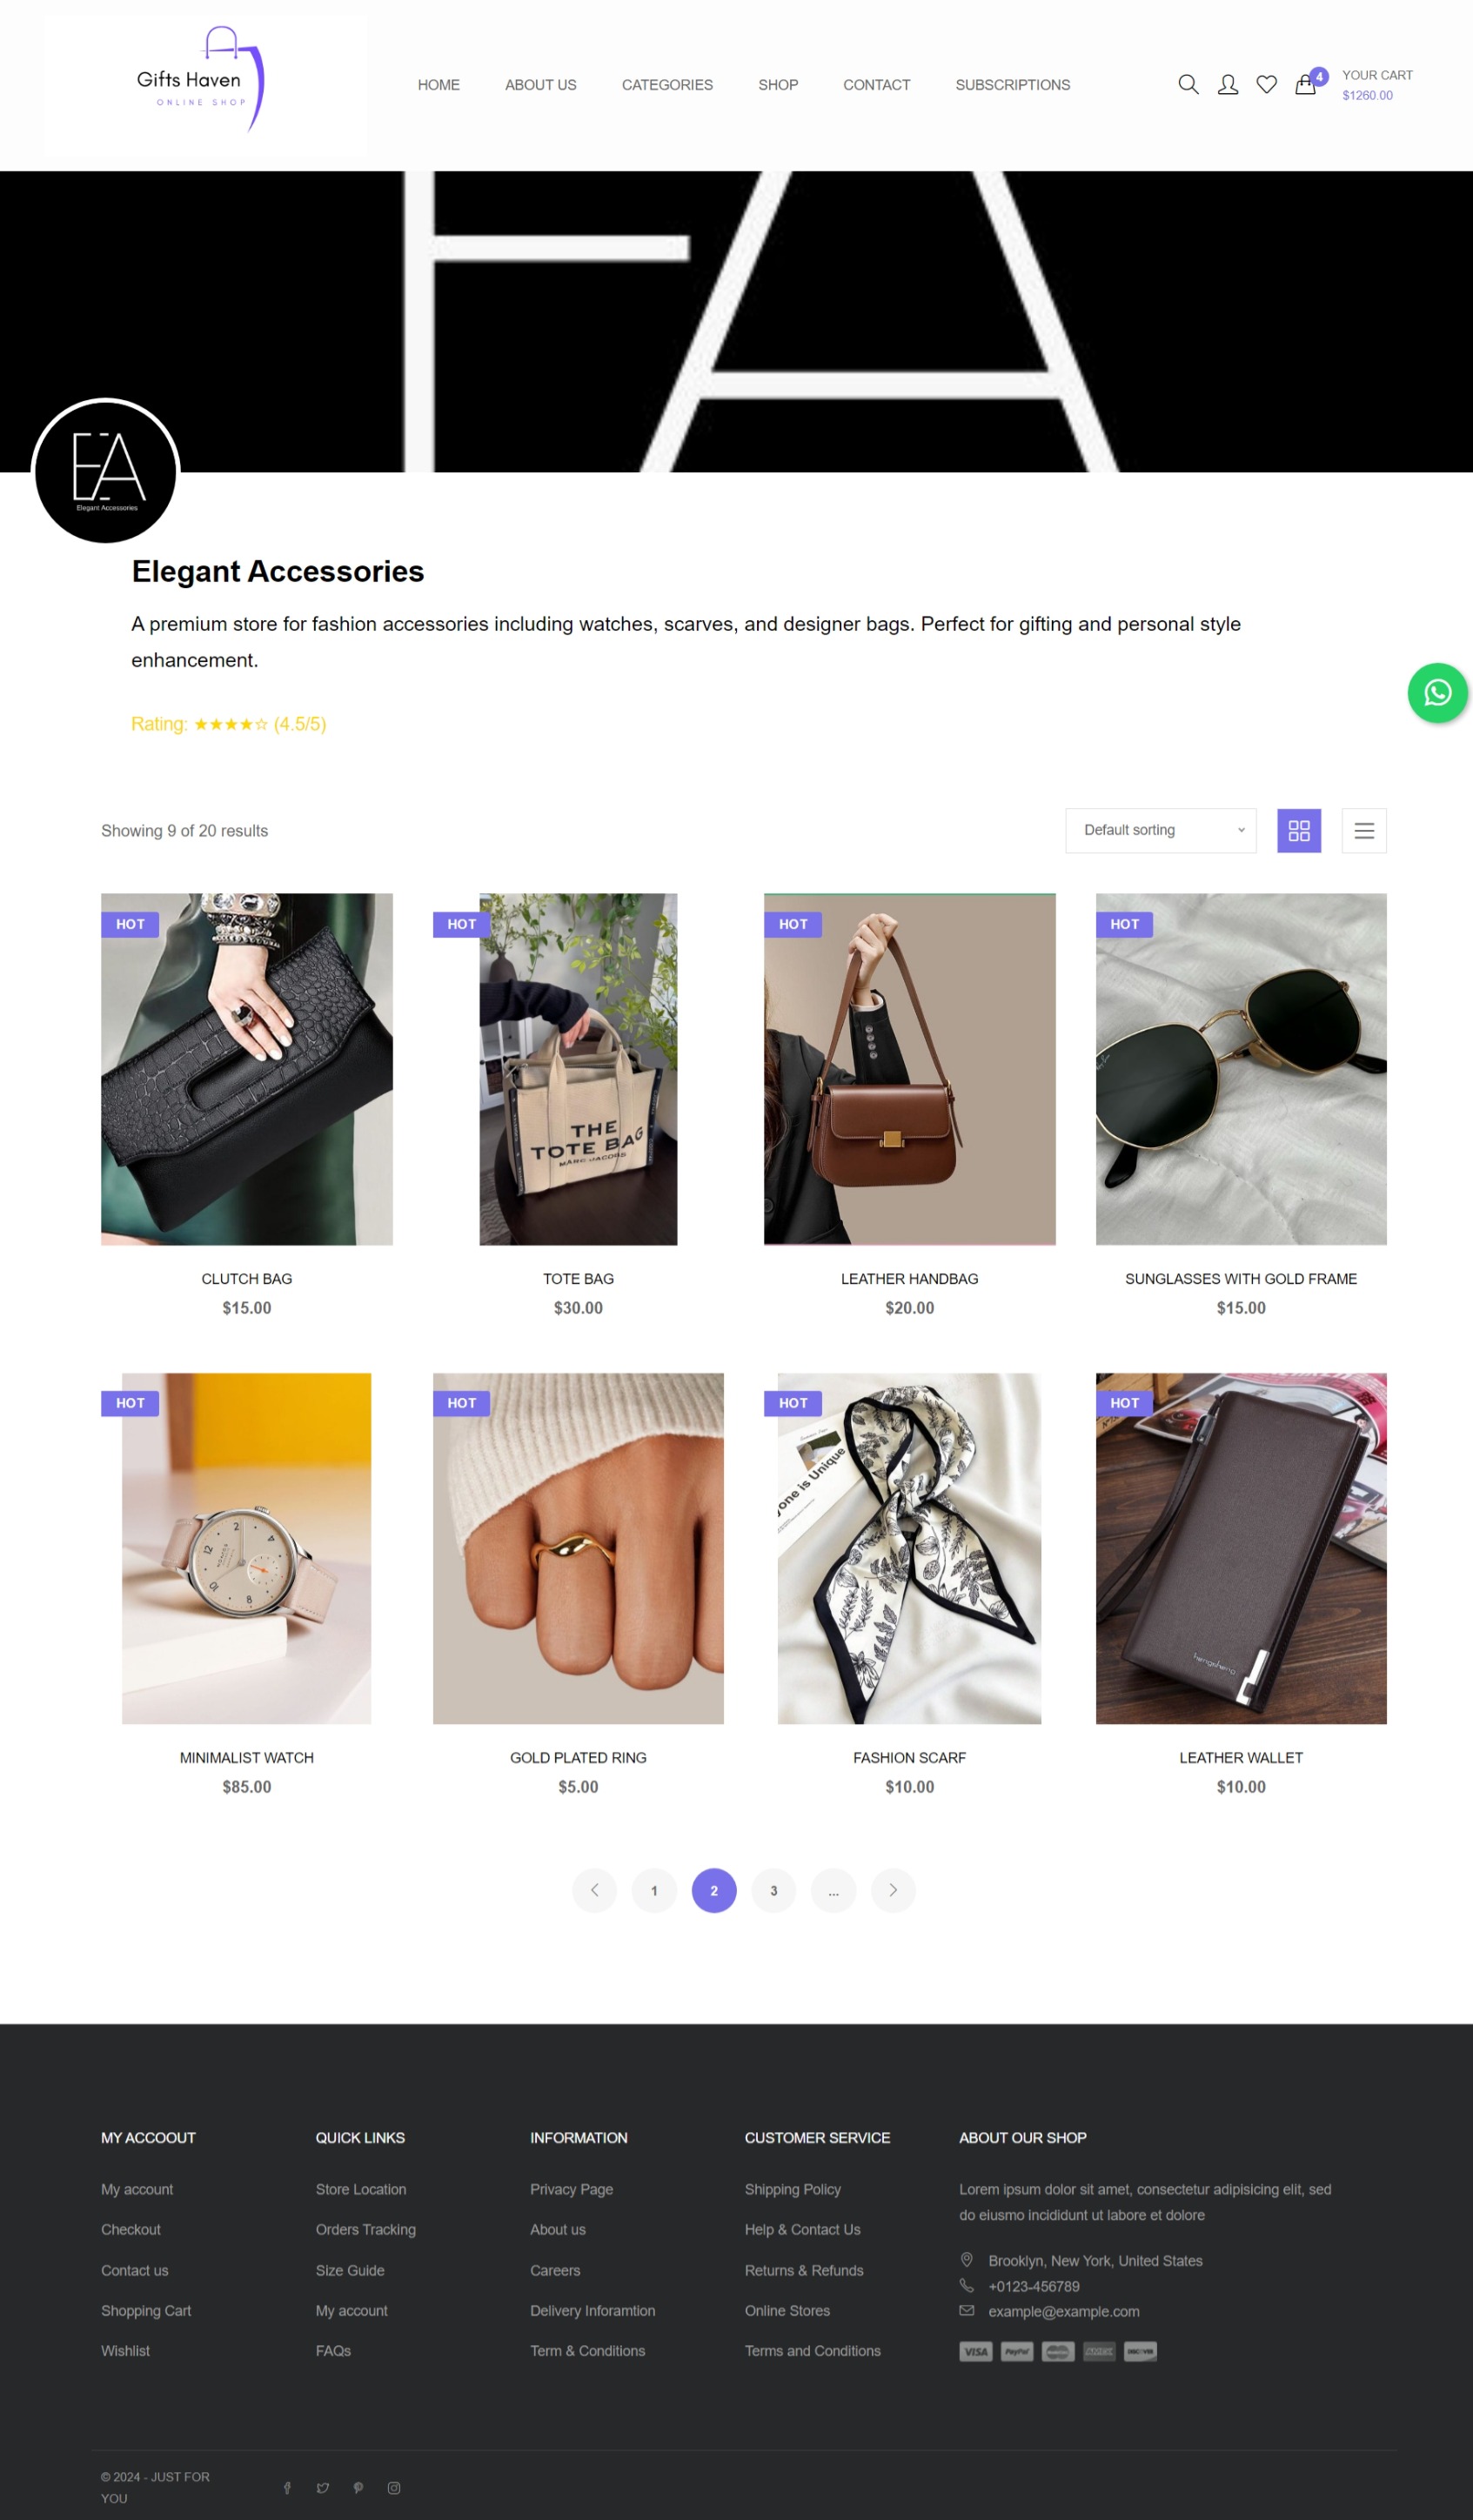 Gifts Haven
ONLINE SHOP
HOME
ABOUT US
CATEGORIES
SHOP
CONTACT
SUBSCRIPTIONS
4
YOUR CART
$1260.00
EA
EA
Elegant Accessories
Elegant Accessories
A premium store for fashion accessories including watches, scarves, and designer bags. Perfect for gifting and personal style
enhancement.
Rating: ★★★★☆ (4.5/5)
Showing 9 of 20 results
Default sorting
HOT
HOT
HOT
HOT
THE
TOTE BAG
MARC JACOBS
CLUTCH BAG
TOTE BAG
LEATHER HANDBAG
SUNGLASSES WITH GOLD FRAME
$15.00
$30.00
$20.00
$15.00
HOT
HOT
HOT
HOT
yone is Unique
12
2
4
8
10
hengsheng
MINIMALIST WATCH
GOLD PLATED RING
FASHION SCARF
LEATHER WALLET
$85.00
$5.00
$10.00
$10.00
1
2
3
...
MY ACCOOUT
QUICK LINKS
INFORMATION
CUSTOMER SERVICE
ABOUT OUR SHOP
My account
Store Location
Privacy Page
Shipping Policy
Lorem ipsum dolor sit amet, consectetur adipisicing elit, sed
do eiusmo incididunt ut labore et dolore
Checkout
Orders Tracking
About us
Help & Contact Us
Contact us
Size Guide
Careers
Returns & Refunds
Brooklyn, New York, United States
+0123-456789
Shopping Cart
My account
Delivery Inforamtion
Online Stores
example@example.com
Wishlist
FAQs
Term & Conditions
Terms and Conditions
VISA
PayPal
DISCOVER
© 2024 - JUST FOR
YOU